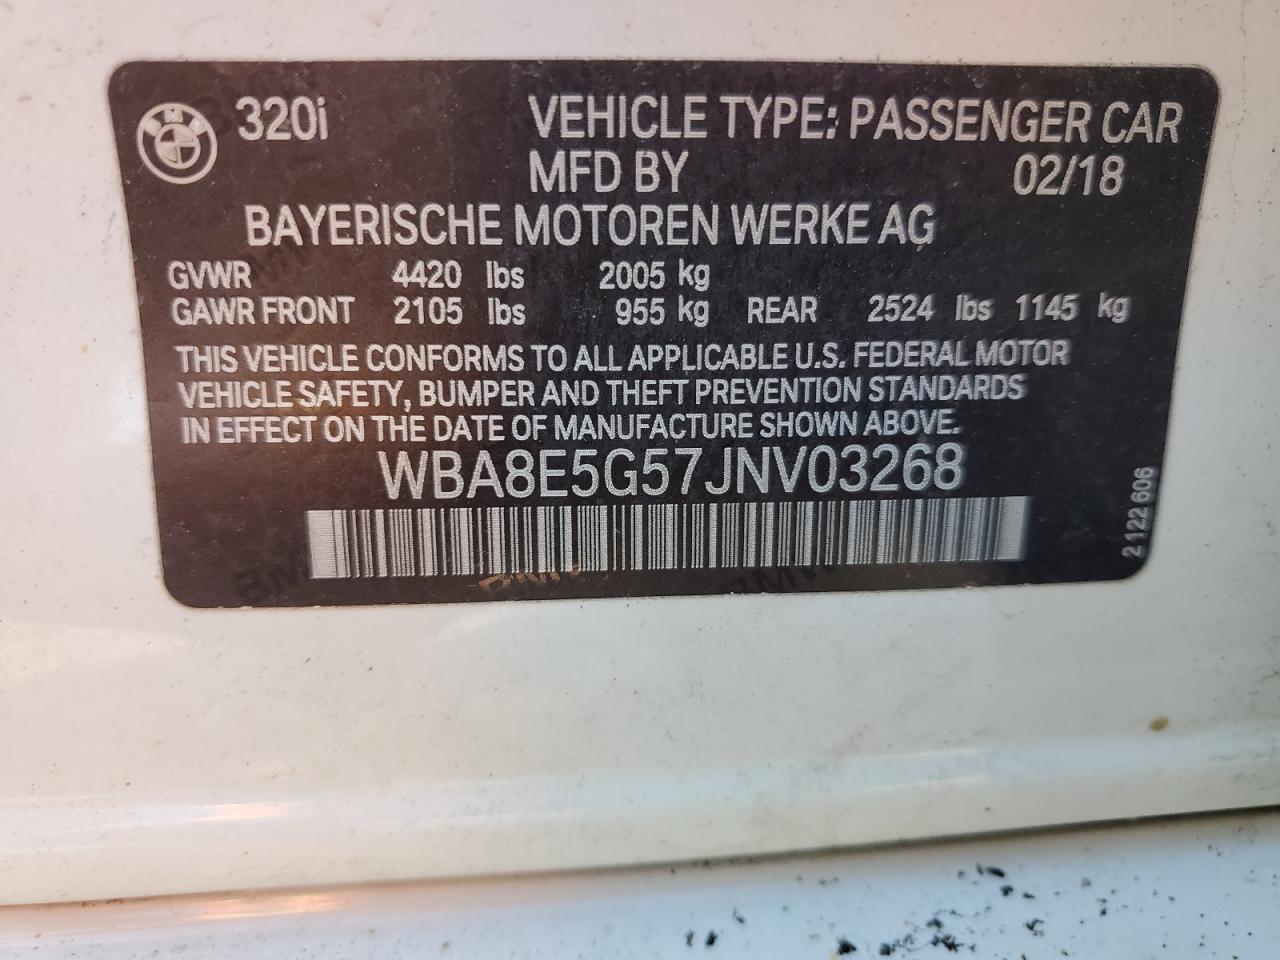 BMW 320i VEHICLE TYPE: PASSENGER CAR
MFD BY 02/18
BAYERISCHE MOTOREN WERKE AG
GVWR 4420 lbs 2005 kg
GAWR FRONT 2105 lbs 955 kg REAR 2524 lbs 1145 kg
THIS VEHICLE CONFORMS TO ALL APPLICABLE U.S. FEDERAL MOTOR
VEHICLE SAFETY, BUMPER AND THEFT PREVENTION STANDARDS
IN EFFECT ON THE DATE OF MANUFACTURE SHOWN ABOVE.
WBA8E5G57JNV03268
2122606